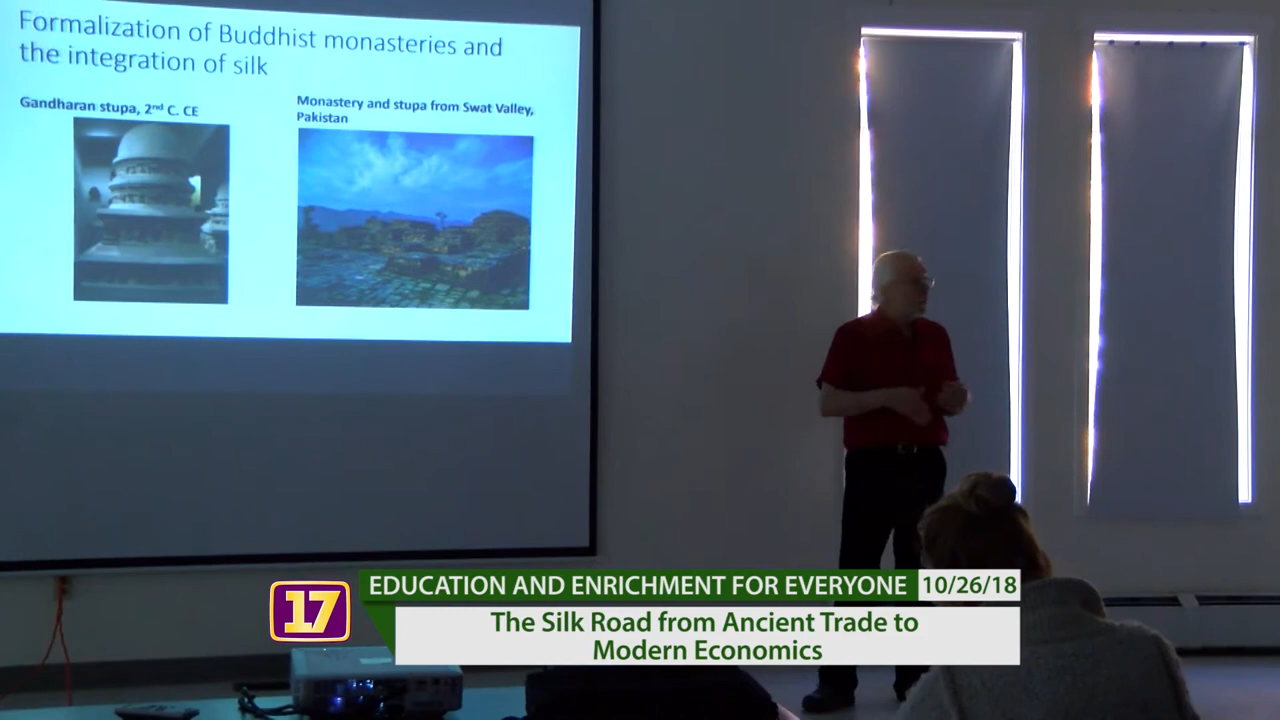 Formalization of Buddhist monasteries and
the integration of silk
Gandharan stupa, 2nd C. CE
Monastery and stupa from Swat Valley,
Pakistan
17
EDUCATION AND ENRICHMENT FOR EVERYONE 10/26/18
The Silk Road from Ancient Trade to
Modern Economics